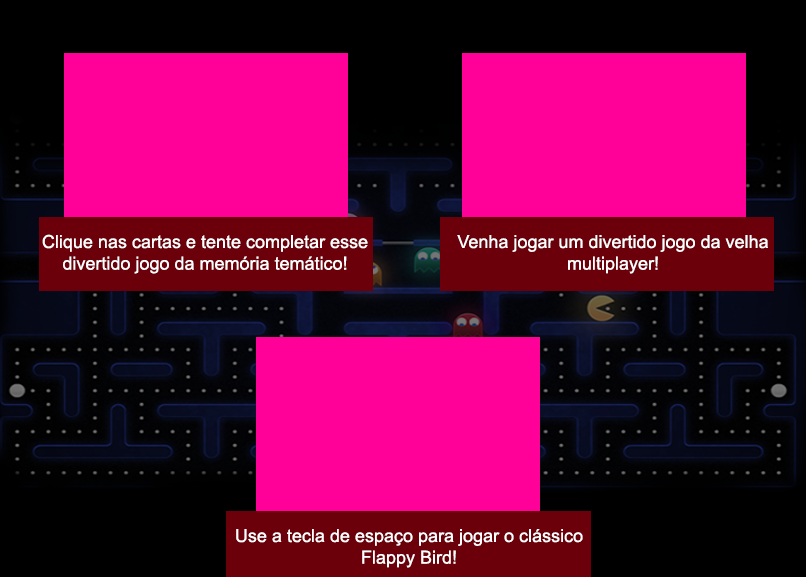 Clique nas cartas e tente completar esse
divertido jogo da memória temático!
Venha jogar um divertido jogo da velha
multiplayer!
Use a tecla de espaço para jogar o clássico
Flappy Bird!